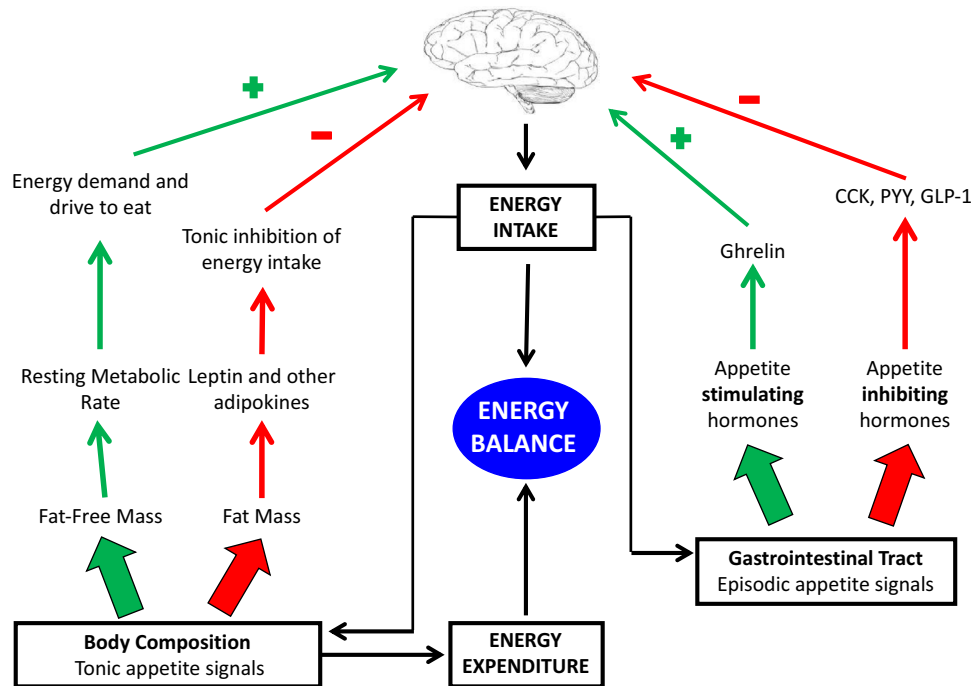 +
−
−
+
Energy demand and
drive to eat
Tonic inhibition of
energy intake
ENERGY
INTAKE
CCK, PYY, GLP-1
Ghrelin
Resting Metabolic
Rate
Leptin and other
adipokines
ENERGY
BALANCE
Appetite
stimulating
hormones
Appetite
inhibiting
hormones
Fat-Free Mass
Fat Mass
Gastrointestinal Tract
Episodic appetite signals
Body Composition
Tonic appetite signals
ENERGY
EXPENDITURE